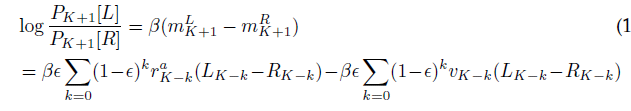 log P_{K+1}[L] / P_{K+1}[R] = β(m^L_{K+1} − m^R_{K+1}) (1
= βϵ ∑_{k=0} (1−ϵ)^k r^a_{K−k}(L_{K−k}−R_{K−k})−βϵ ∑_{k=0} (1−ϵ)^k v_{K−k}(L_{K−k}−R_{K−k})